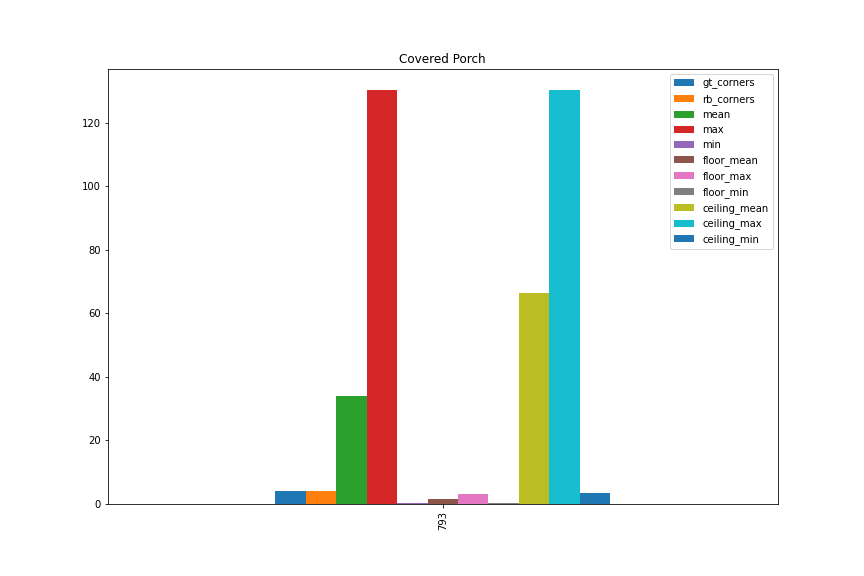 Covered Porch
gt_corners
rb_corners
mean
max
min
floor_mean
floor_max
floor_min
ceiling_mean
ceiling_max
ceiling_min
120
100
80
60
40
20
0
793